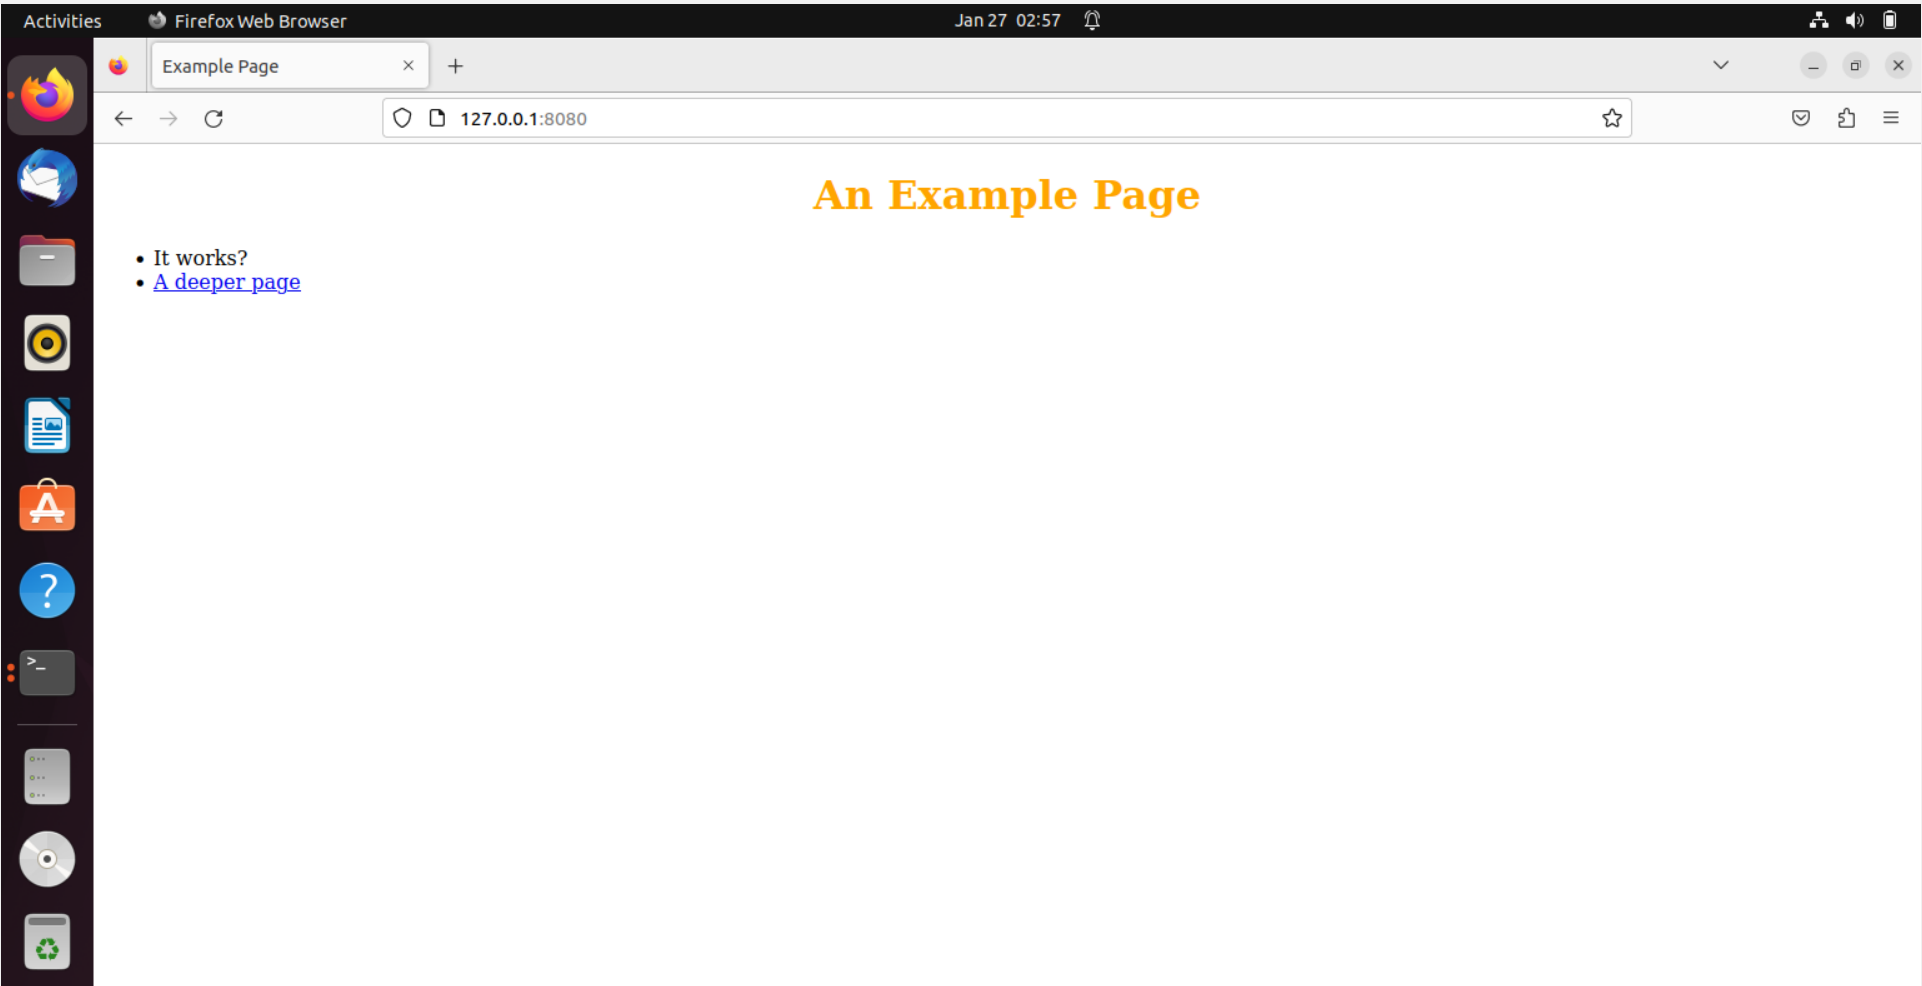 Activities Firefox Web Browser Jan 27 02:57
Example Page
127.0.0.1:8080
An Example Page
It works?
A deeper page